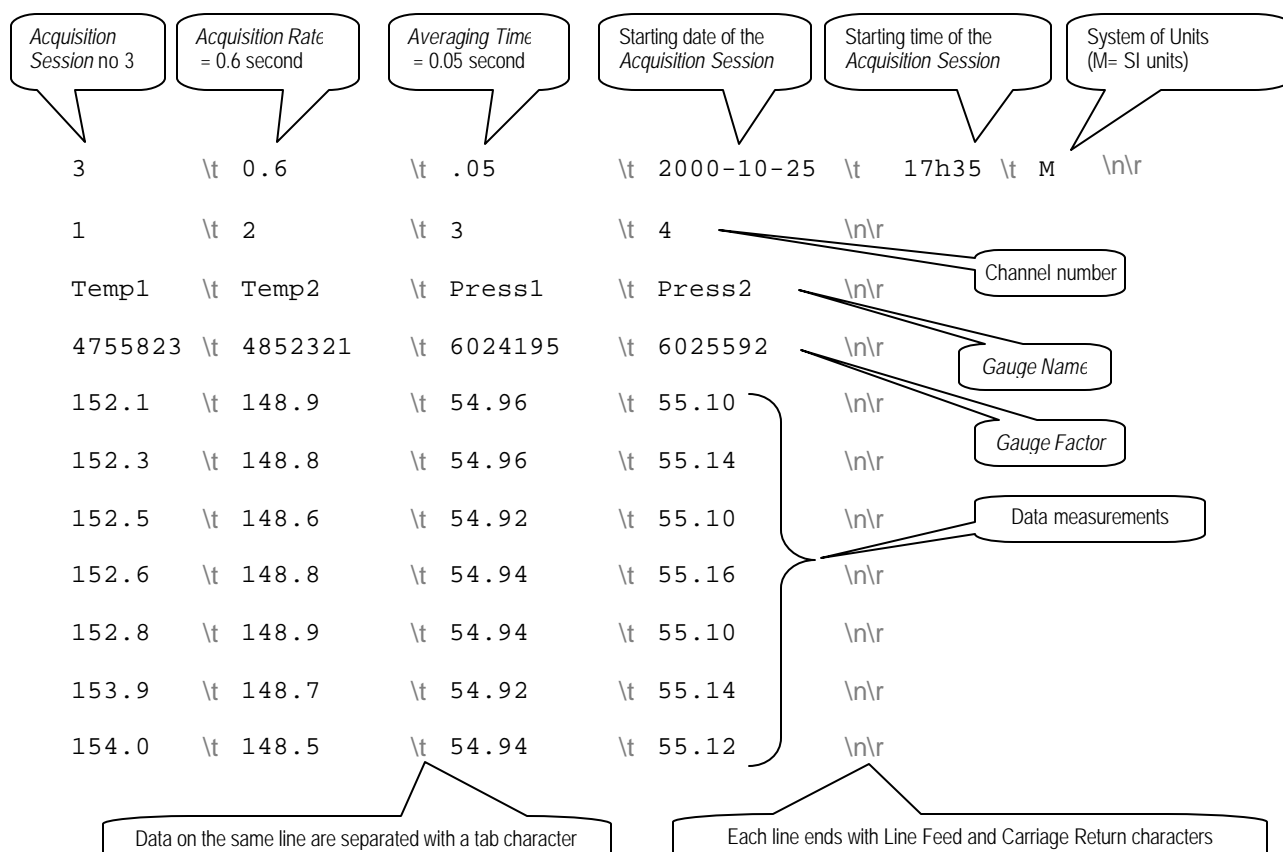 Acquisition Session no 3
Acquisition Rate = 0.6 second
Averaging Time = 0.05 second
Starting date of the Acquisition Session
Starting time of the Acquisition Session
System of Units (M= SI units)
3 \t 0.6 \t .05 \t 2000-10-25 \t 17h35 \t M \n\r
1 \t 2 \t 3 \t 4 \n\r
Channel number
Temp1 \t Temp2 \t Press1 \t Press2 \n\r
Gauge Name
4755823 \t 4852321 \t 6024195 \t 6025592 \n\r
Gauge Factor
152.1 \t 148.9 \t 54.96 \t 55.10 \n\r
152.3 \t 148.8 \t 54.96 \t 55.14 \n\r
152.5 \t 148.6 \t 54.92 \t 55.10 \n\r
Data measurements
152.6 \t 148.8 \t 54.94 \t 55.16 \n\r
152.8 \t 148.9 \t 54.94 \t 55.10 \n\r
153.9 \t 148.7 \t 54.92 \t 55.14 \n\r
154.0 \t 148.5 \t 54.94 \t 55.12 \n\r
Data on the same line are separated with a tab character
Each line ends with Line Feed and Carriage Return characters